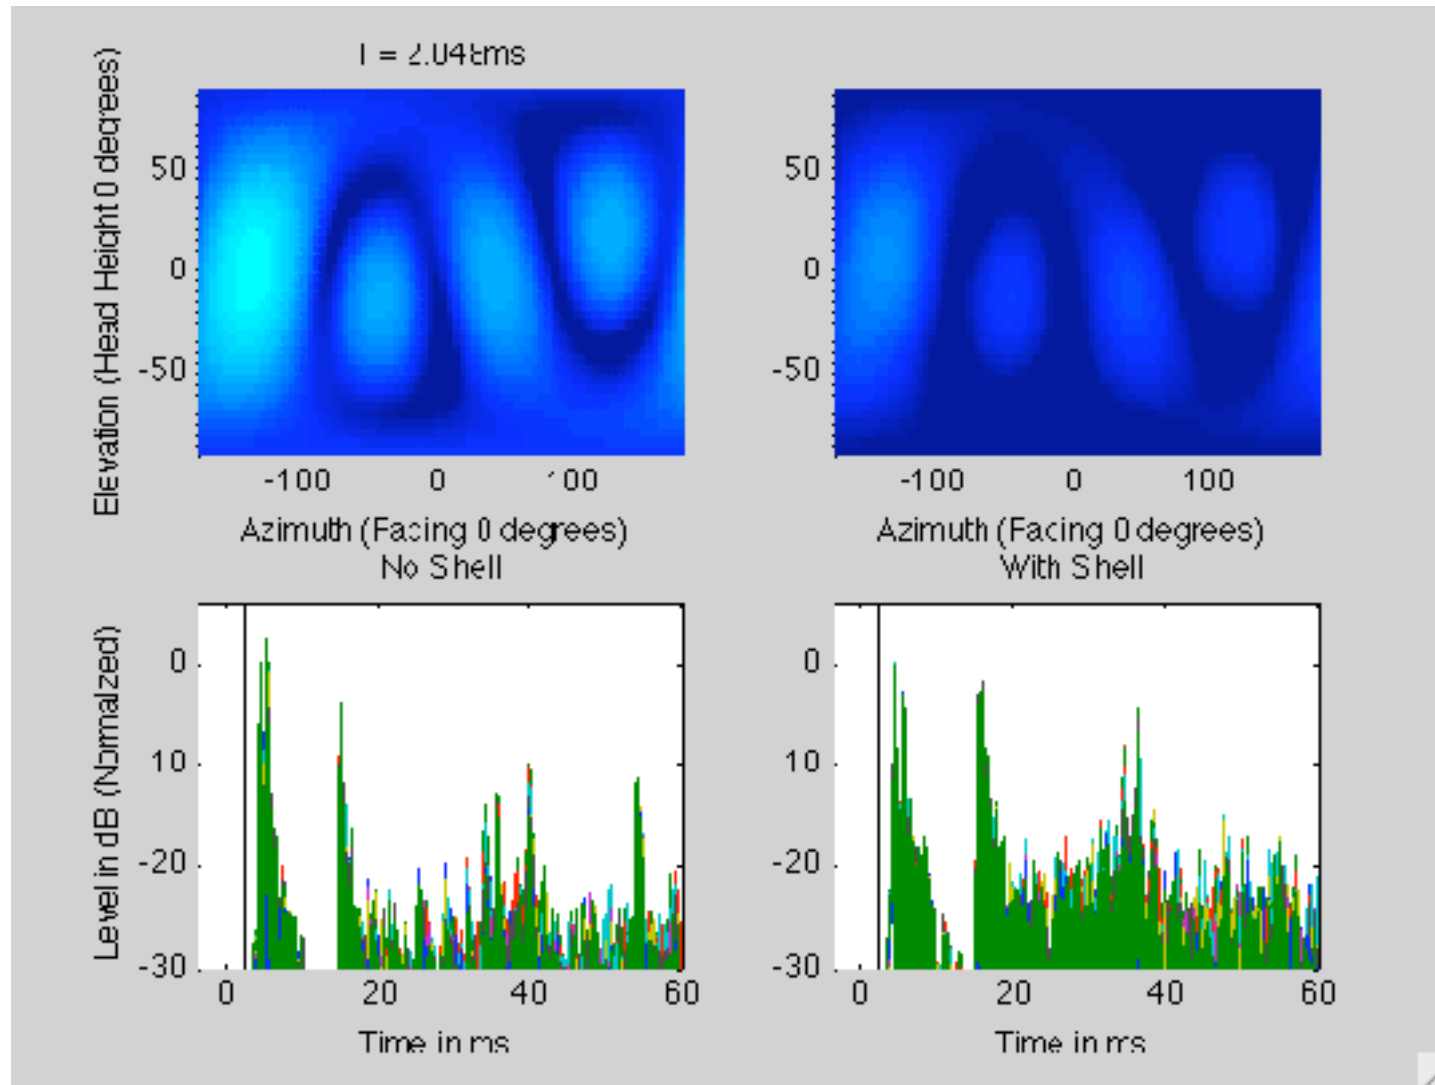 T = 2.048ms
Elevation (Head Height 0 degrees)
50
0
-50
-100 0 100
Azimuth (Facing 0 degrees)
No Shell
50
0
-50
-100 0 100
Azimuth (Facing 0 degrees)
With Shell
Level in dB (Normalized)
0
10
-20
-30
0 20 40 60
Time in ms
0
10
-20
-30
0 20 40 60
Time in ms